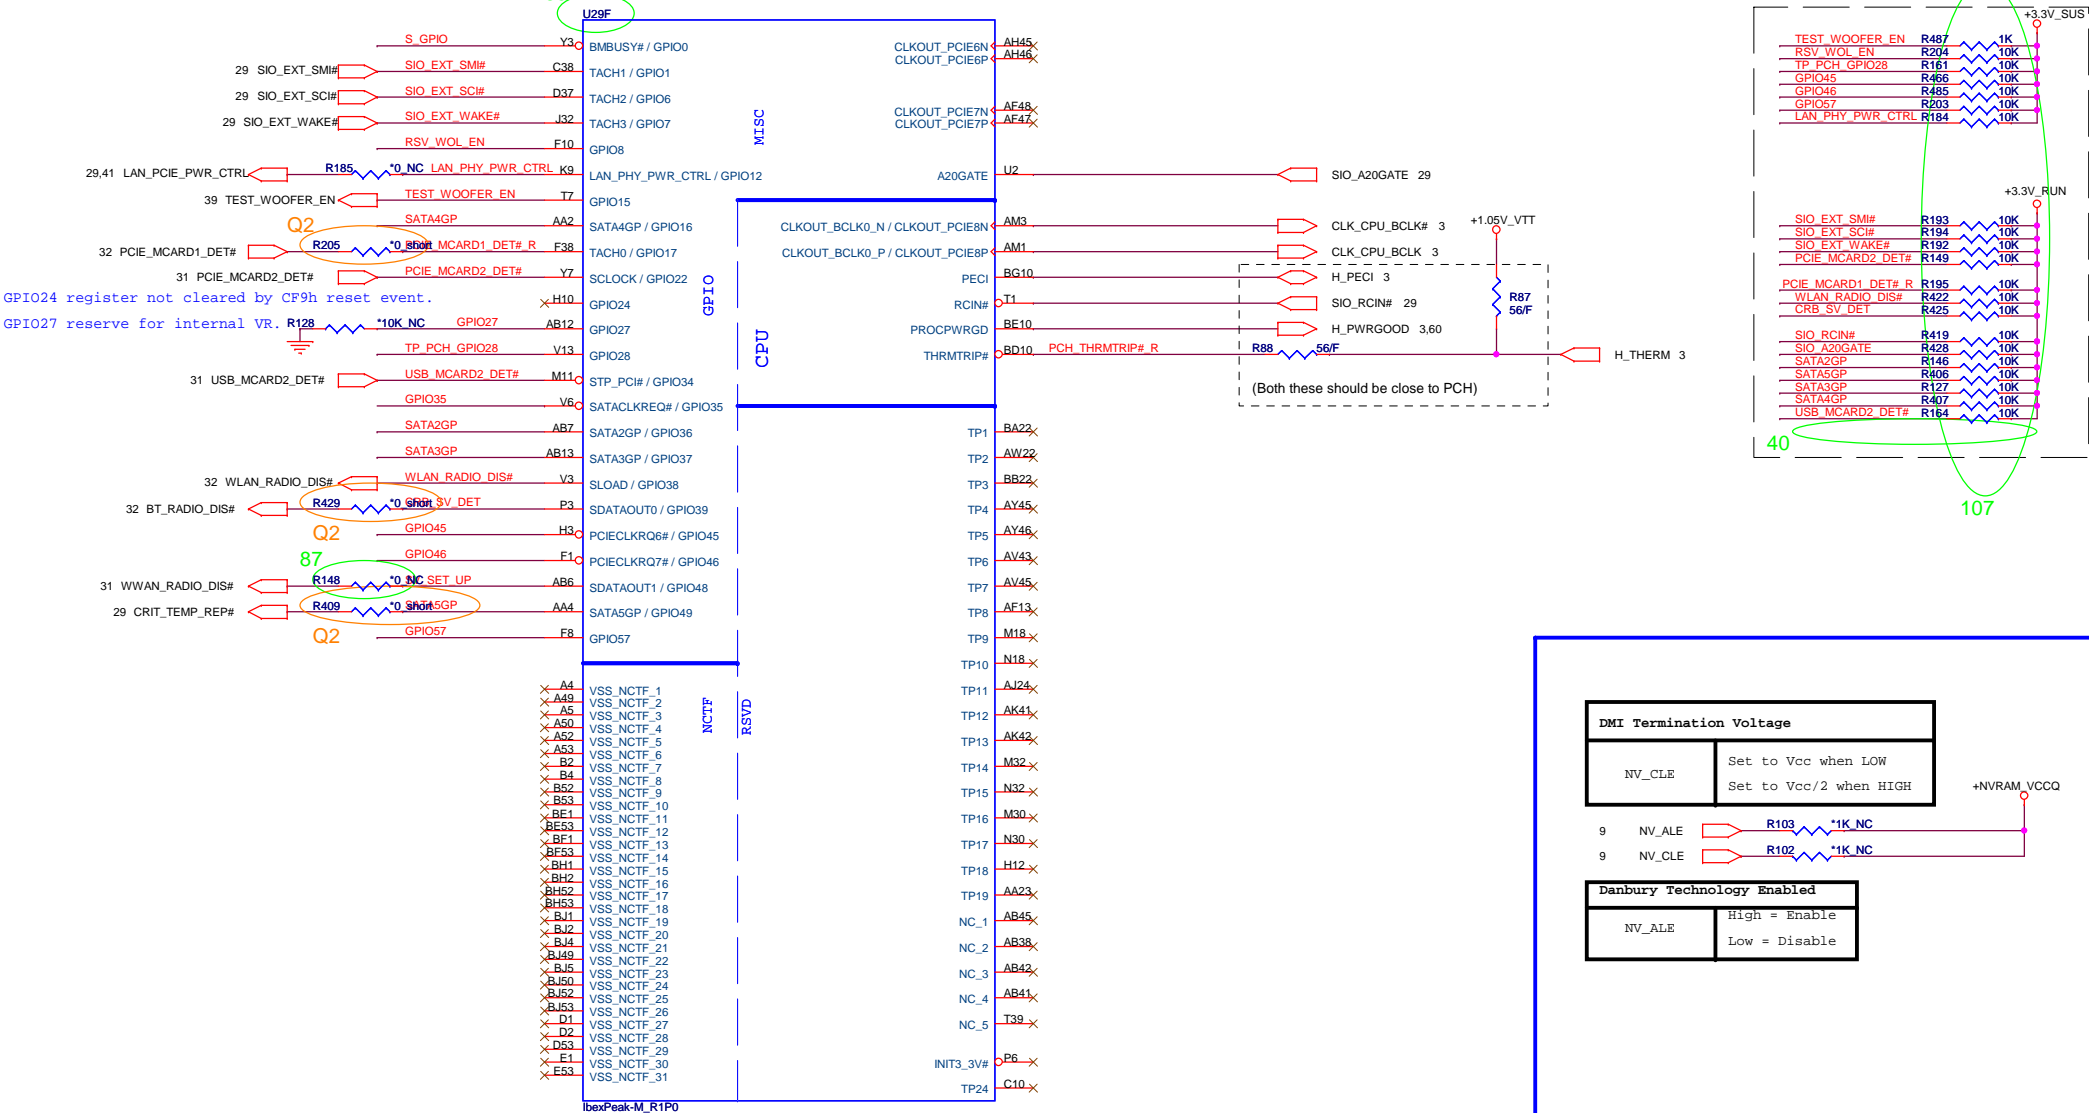 U29F
S_GPIO Y3 BMBUSY# / GPIO0
29 SIO_EXT_SMI# SIO_EXT_SMI# C38 TACH1 / GPIO1
29 SIO_EXT_SCI# SIO_EXT_SCI# D37 TACH2 / GPIO6
29 SIO_EXT_WAKE# SIO_EXT_WAKE# J32 TACH3 / GPIO7
RSV_WOL_EN F10 GPIO8
29,41 LAN_PCIE_PWR_CTRL R185 *0_NC LAN_PHY_PWR_CTRL K9 LAN_PHY_PWR_CTRL / GPIO12
39 TEST_WOOFER_EN TEST_WOOFER_EN T7 GPIO15
Q2 SATA4GP AA2 SATA4GP / GPIO16
32 PCIE_MCARD1_DET# R205 *0_short PCIE_MCARD1_DET#_R F38 TACH0 / GPIO17
31 PCIE_MCARD2_DET# PCIE_MCARD2_DET# Y7 SCLOCK / GPIO22
GPIO24 register not cleared by CF9h reset event.
H10 GPIO24
GPIO27 reserve for internal VR. R128 *10K_NC GPIO27 AB12 GPIO27
TP_PCH_GPIO28 V13 GPIO28
31 USB_MCARD2_DET# USB_MCARD2_DET# M11 STP_PCI# / GPIO34
GPIO35 V6 SATACLKREQ# / GPIO35
SATA2GP AB7 SATA2GP / GPIO36
SATA3GP AB13 SATA3GP / GPIO37
32 WLAN_RADIO_DIS# WLAN_RADIO_DIS# V3 SLOAD / GPIO38
32 BT_RADIO_DIS# R429 *0_short CRB_SV_DET P3 SDATAOUT0 / GPIO39
Q2 GPIO45 H3 PCIECLKRQ6# / GPIO45
87 GPIO46 F1 PCIECLKRQ7# / GPIO46
31 WWAN_RADIO_DIS# R148 *0_NC SET_UP AB6 SDATAOUT1 / GPIO48
29 CRIT_TEMP_REP# R409 *0_short SATA5GP AA4 SATA5GP / GPIO49
Q2 GPIO57 F8 GPIO57
MISC
GPIO
CPU
NCTF
RSVD
A4 VSS_NCTF_1
A49 VSS_NCTF_2
A5 VSS_NCTF_3
A50 VSS_NCTF_4
A52 VSS_NCTF_5
A53 VSS_NCTF_6
B2 VSS_NCTF_7
B4 VSS_NCTF_8
B52 VSS_NCTF_9
B53 VSS_NCTF_10
BE1 VSS_NCTF_11
BE53 VSS_NCTF_12
BF1 VSS_NCTF_13
BF53 VSS_NCTF_14
BH1 VSS_NCTF_15
BH2 VSS_NCTF_16
BH52 VSS_NCTF_17
BH53 VSS_NCTF_18
BJ1 VSS_NCTF_19
BJ2 VSS_NCTF_20
BJ4 VSS_NCTF_21
BJ49 VSS_NCTF_22
BJ5 VSS_NCTF_23
BJ50 VSS_NCTF_24
BJ52 VSS_NCTF_25
BJ53 VSS_NCTF_26
D1 VSS_NCTF_27
D2 VSS_NCTF_28
D53 VSS_NCTF_29
E1 VSS_NCTF_30
E53 VSS_NCTF_31
IbexPeak-M_R1P0
CLKOUT_PCIE6N AH45
CLKOUT_PCIE6P AH46
CLKOUT_PCIE7N AF48
CLKOUT_PCIE7P AF47
A20GATE U2 SIO_A20GATE 29
CLKOUT_BCLK0_N / CLKOUT_PCIE8N AM3 CLK_CPU_BCLK# 3
CLKOUT_BCLK0_P / CLKOUT_PCIE8P AM1 CLK_CPU_BCLK 3
+1.05V_VTT
PECI BG10 H_PECI 3
RCIN# T1 SIO_RCIN# 29
R87
56/F
PROCPWRGD BE10 H_PWRGOOD 3,60
THRMTRIP# BD10 PCH_THRMTRIP#_R R88 56/F H_THERM 3
(Both these should be close to PCH)
TP1 BA22
TP2 AW22
TP3 BB22
TP4 AY45
TP5 AY46
TP6 AV43
TP7 AV45
TP8 AF13
TP9 M18
TP10 N18
TP11 AJ24
TP12 AK41
TP13 AK42
TP14 M32
TP15 N32
TP16 M30
TP17 N30
TP18 H12
TP19 AA23
NC_1 AB45
NC_2 AB38
NC_3 AB42
NC_4 AB41
NC_5 T39
INIT3_3V# P6
TP24 C10
+3.3V_SUS
TEST_WOOFER_EN R487 1K
RSV_WOL_EN R204 10K
TP_PCH_GPIO28 R161 10K
GPIO45 R466 10K
GPIO46 R485 10K
GPIO57 R203 10K
LAN_PHY_PWR_CTRL R184 10K
+3.3V_RUN
SIO_EXT_SMI# R193 10K
SIO_EXT_SCI# R194 10K
SIO_EXT_WAKE# R192 10K
PCIE_MCARD2_DET# R149 10K
PCIE_MCARD1_DET#_R R195 10K
WLAN_RADIO_DIS# R422 10K
CRB_SV_DET R425 10K
SIO_RCIN# R419 10K
SIO_A20GATE R428 10K
SATA2GP R146 10K
SATA5GP R406 10K
SATA3GP R127 10K
SATA4GP R407 10K
USB_MCARD2_DET# R164 10K
40
107
DMI Termination Voltage
NV_CLE
Set to Vcc when LOW
Set to Vcc/2 when HIGH
+NVRAM_VCCQ
9 NV_ALE R103 *1K_NC
9 NV_CLE R102 *1K_NC
Danbury Technology Enabled
NV_ALE
High = Enable
Low = Disable